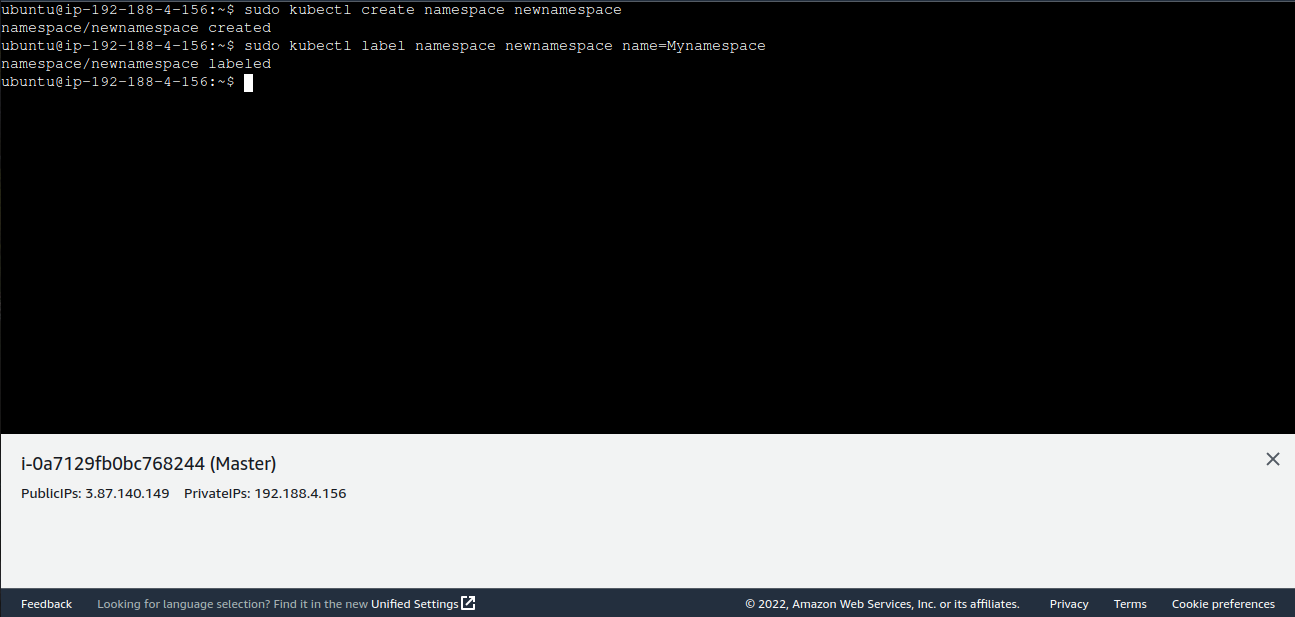 ubuntu@ip-192-188-4-156:~$ sudo kubectl create namespace newnamespace
namespace/newnamespace created
ubuntu@ip-192-188-4-156:~$ sudo kubectl label namespace newnamespace name=Mynamespace
namespace/newnamespace labeled
ubuntu@ip-192-188-4-156:~$
i-0a7129fb0bc768244 (Master)
PublicIPs: 3.87.140.149 PrivateIPs: 192.188.4.156
Feedback Looking for language selection? Find it in the new Unified Settings © 2022, Amazon Web Services, Inc. or its affiliates. Privacy Terms Cookie preferences